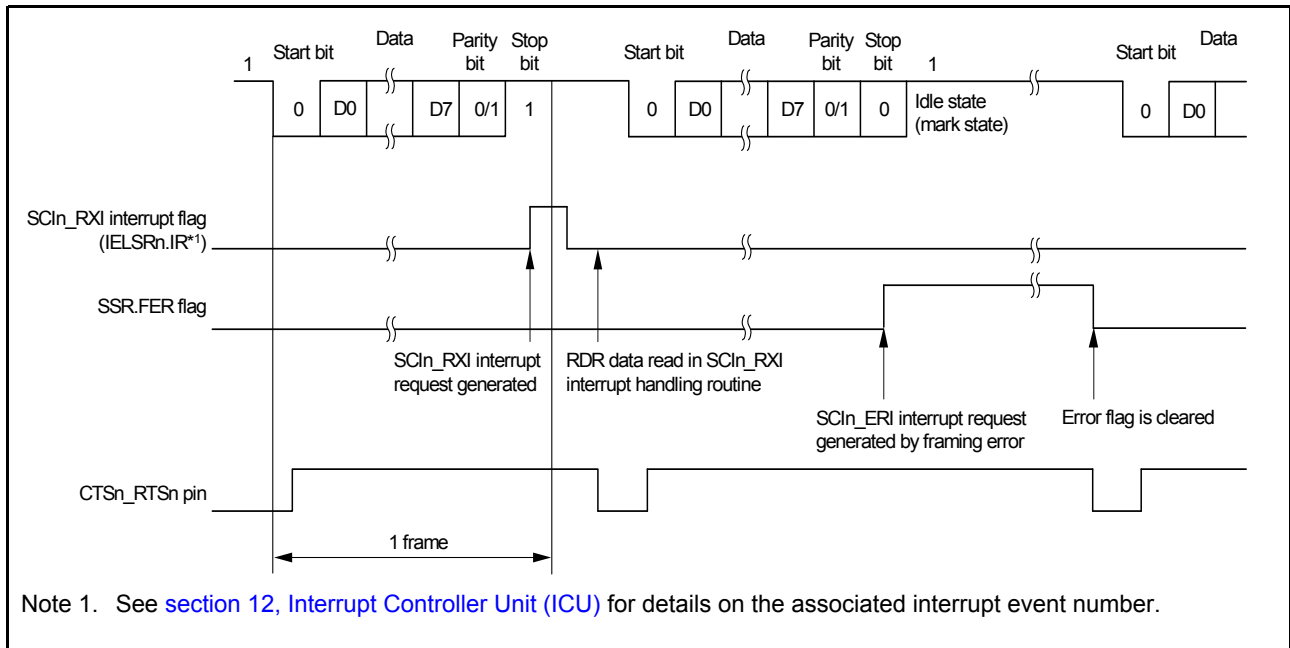 Start bit Data Parity bit Stop bit Start bit Data Parity bit Stop bit 1 Start bit Data
1
0 D0 D7 0/1 1 0 D0 D7 0/1 0 Idle state (mark state) 0 D0
SCIn_RXI interrupt flag
(IELSRn.IR*1)
SSR.FER flag
SCIn_RXI interrupt
request generated
RDR data read in SCIn_RXI
interrupt handling routine
SCIn_ERI interrupt request
generated by framing error
Error flag is cleared
CTSn_RTSn pin
1 frame
Note 1. See section 12, Interrupt Controller Unit (ICU) for details on the associated interrupt event number.